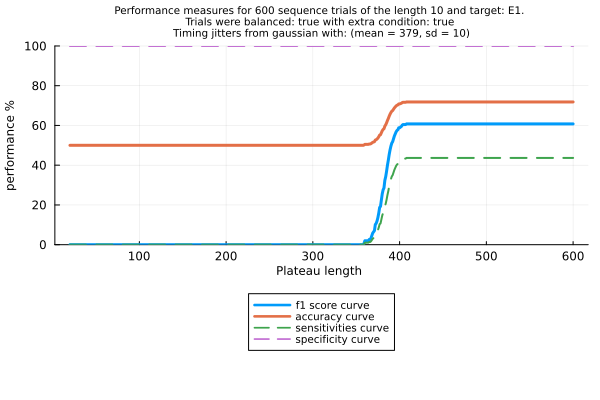 Performance measures for 600 sequence trials of the length 10 and target: E1.
Trials were balanced: true with extra condition: true
Timing jitters from gaussian with: (mean = 379, sd = 10)
100
80
60
40
20
0
performance %
100
200
300
400
500
600
Plateau length
f1 score curve
accuracy curve
sensitivities curve
specificity curve